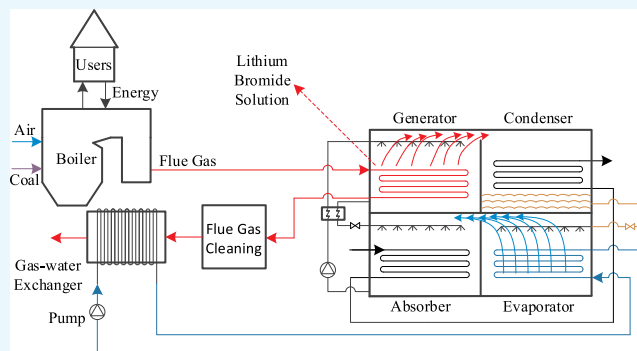 Users
Energy
Air
Boiler
Coal
Flue Gas
Lithium
Bromide
Solution
Generator
Condenser
Flue Gas
Cleaning
Gas-water
Exchanger
Pump
Absorber
Evaporator